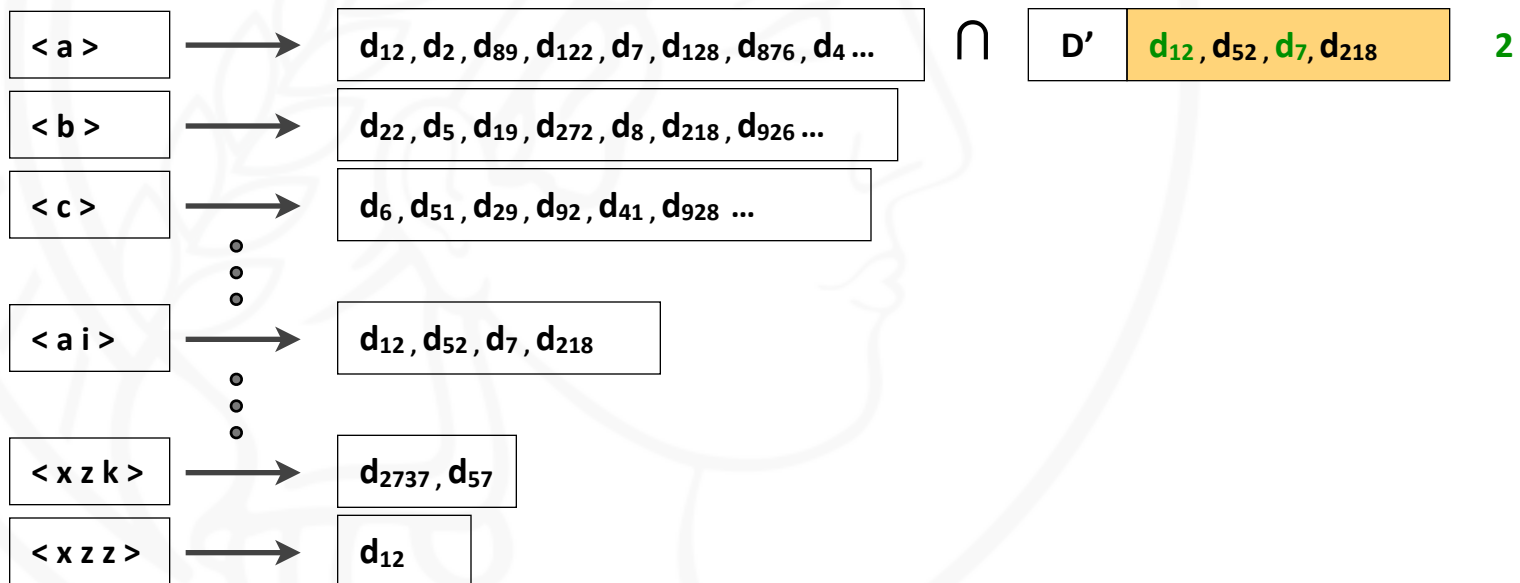 < a > d12 , d2 , d89 , d122 , d7 , d128 , d876 , d4 ... ∩ D’ d12 , d52 , d7 , d218 2
< b > d22 , d5 , d19 , d272 , d8 , d218 , d926 ...
< c > d6 , d51 , d29 , d92 , d41 , d928 ...
< a i > d12 , d52 , d7 , d218
< x z k > d2737 , d57
< x z z > d12